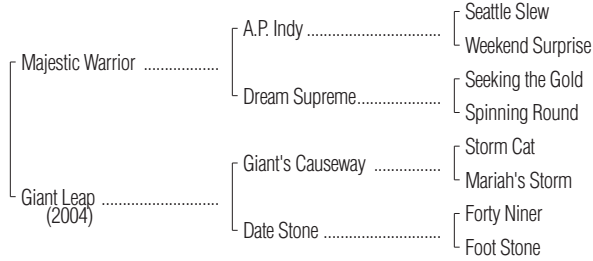 Seattle Slew
A.P. Indy ......................
Weekend Surprise
Majestic Warrior ..................
Seeking the Gold
Dream Supreme....................
Spinning Round
Storm Cat
Giant's Causeway ................
Mariah's Storm
Giant Leap ............................
(2004)
Forty Niner
Date Stone ............................
Foot Stone